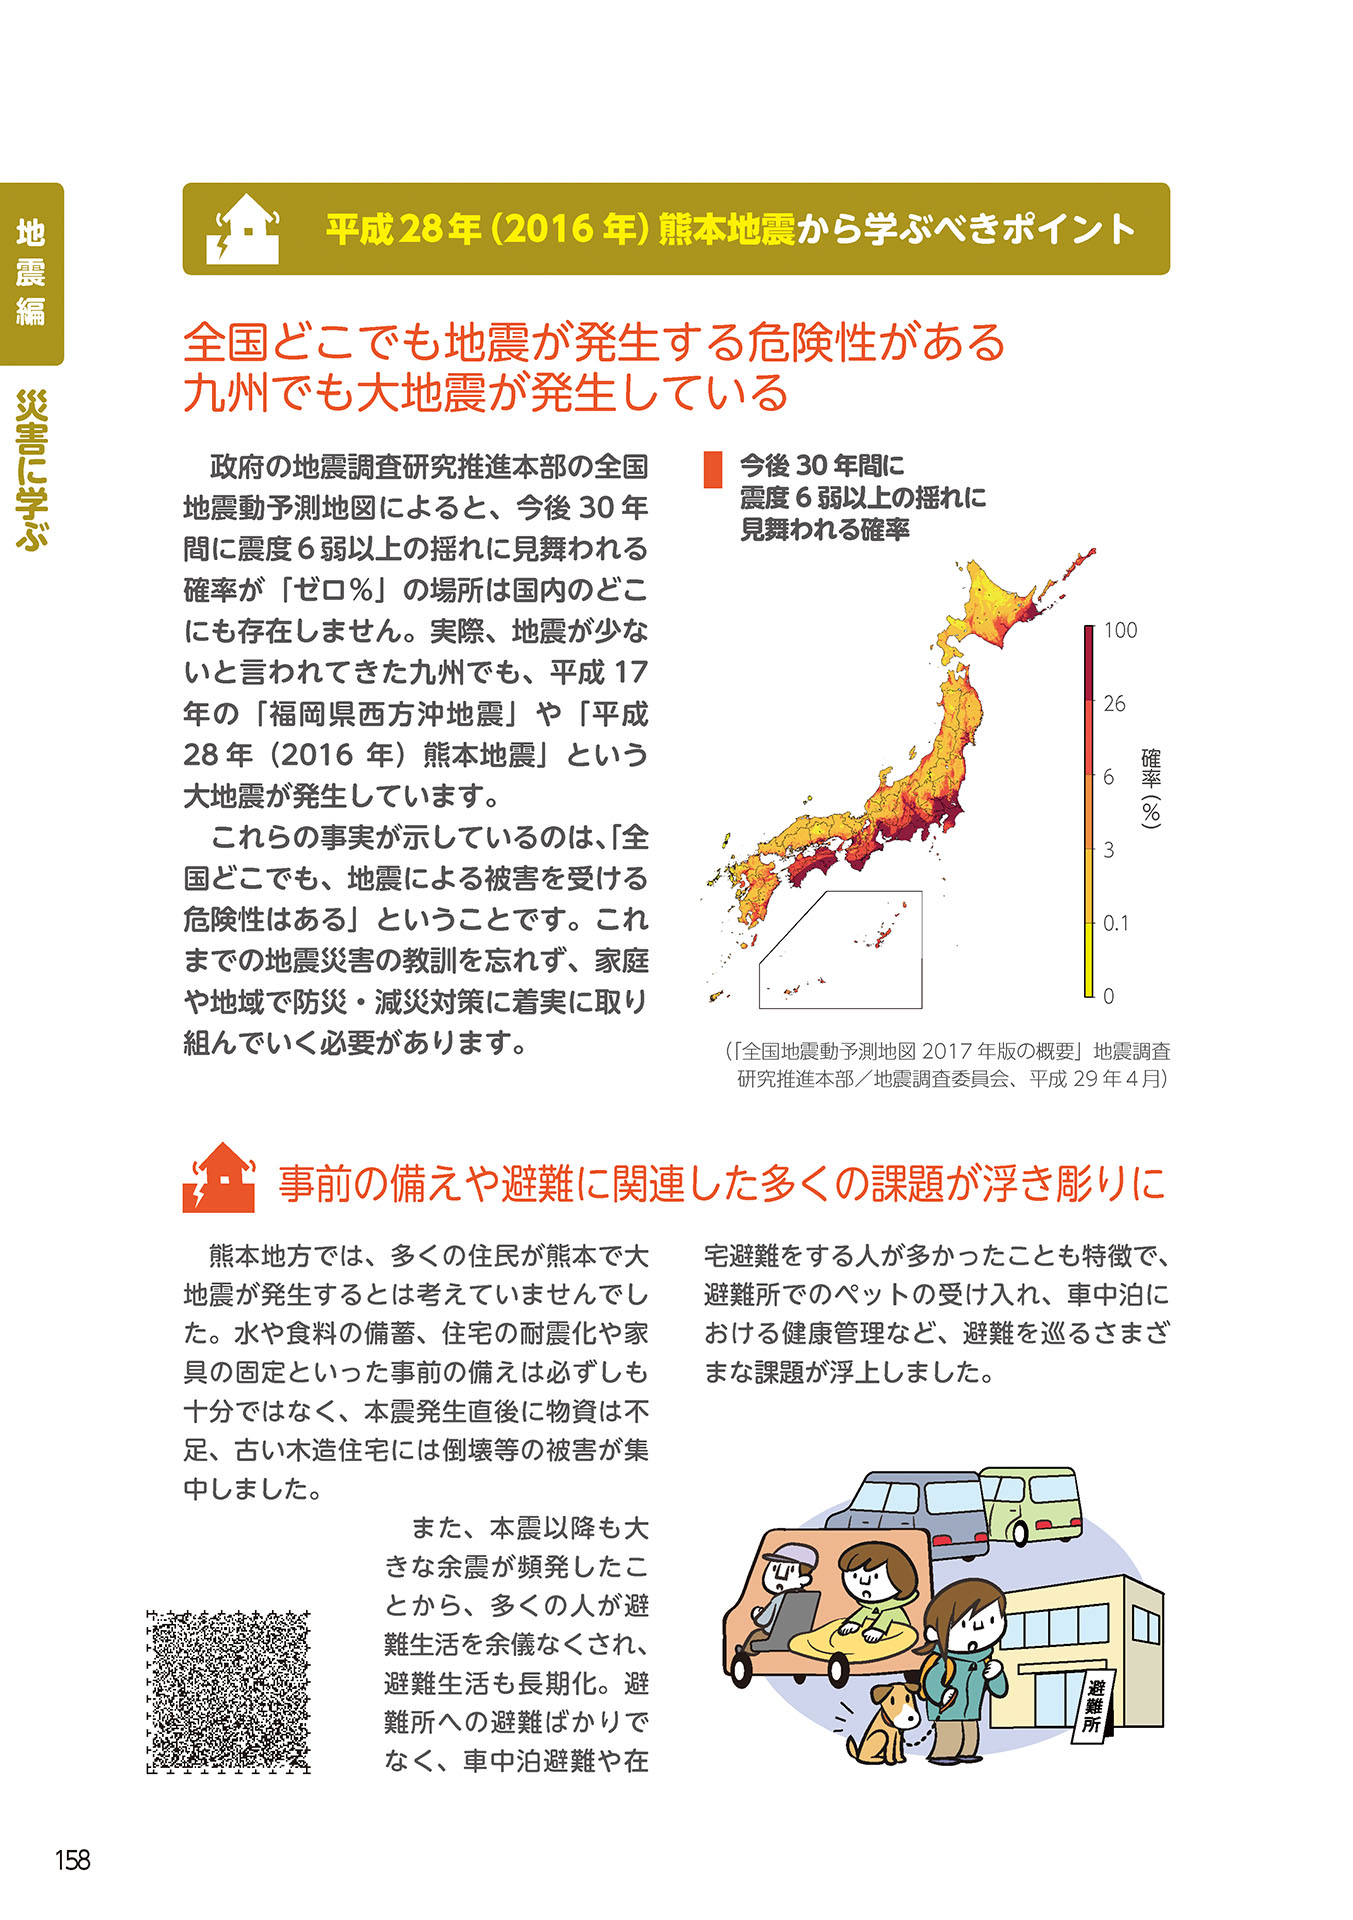 地震編
災害に学ぶ
平成28年（2016 年）熊本地震から学ぶべきポイント
全国どこでも地震が発生する危険性がある
九州でも大地震が発生している
政府の地震調査研究推進本部の全国
地震動予測地図によると、今後 30 年
間に震度６弱以上の揺れに見舞われる
確率が「ゼロ％」の場所は国内のどこ
にも存在しません。実際、地震が少な
いと言われてきた九州でも、平成 17
年の「福岡県西方沖地震」や「平成
28 年（2016 年）熊本地震」という
大地震が発生しています。
これらの事実が示しているのは、「全
国どこでも、地震による被害を受ける
危険性はある」ということです。これ
までの地震災害の教訓を忘れず、家庭
や地域で防災・減災対策に着実に取り
組んでいく必要があります。
今後 30 年間に
震度 6 弱以上の揺れに
見舞われる確率
100
26
6
3
0.1
0
確率（%）
（「全国地震動予測地図 2017 年版の概要」地震調査
研究推進本部／地震調査委員会、平成 29 年４月）
事前の備えや避難に関連した多くの課題が浮き彫りに
熊本地方では、多くの住民が熊本で大
地震が発生するとは考えていませんでし
た。水や食料の備蓄、住宅の耐震化や家
具の固定といった事前の備えは必ずしも
十分ではなく、本震発生直後に物資は不
足、古い木造住宅には倒壊等の被害が集
中しました。
また、本震以降も大
きな余震が頻発したこ
とから、多くの人が避
難生活を余儀なくされ、
避難生活も長期化。避
難所への避難ばかりで
なく、車中泊避難や在
宅避難をする人が多かったことも特徴で、
避難所でのペットの受け入れ、車中泊に
おける健康管理など、避難を巡るさまざ
まな課題が浮上しました。
避難所
158